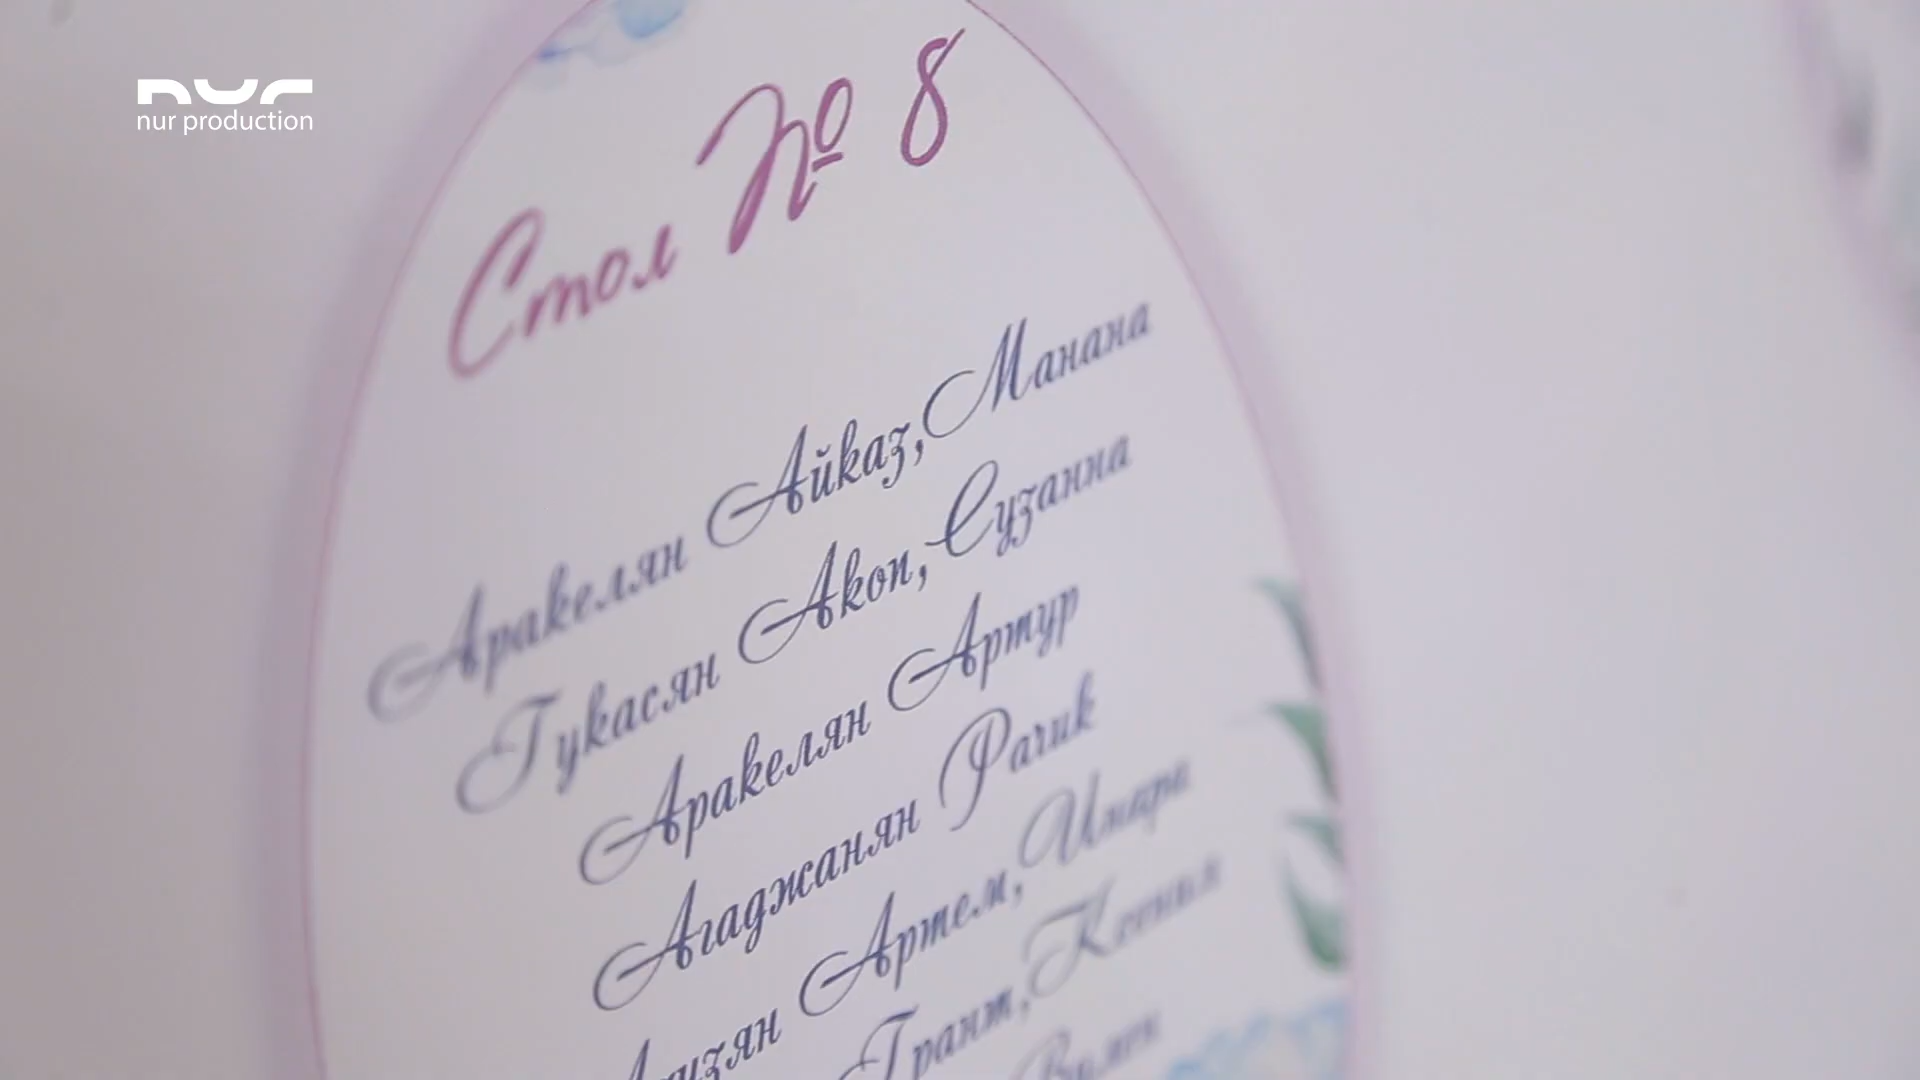 nur production
Стол № 8
Аракелян Айказ, Манана
Гукасян Акоп, Сузанна
Аракелян Артур
Агаджанян Рачик
Артем, Инара
Грант, Ксения